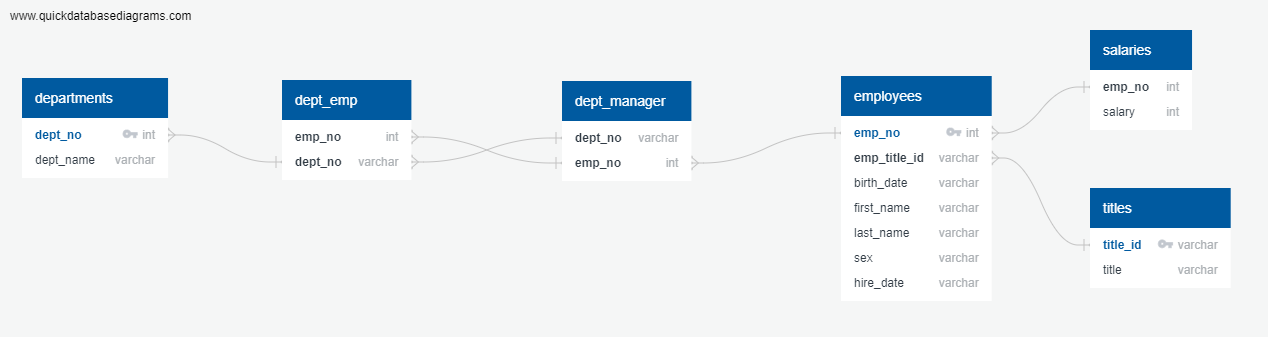 www.quickdatabasediagrams.com
departments
dept_no int
dept_name varchar
dept_emp
emp_no int
dept_no varchar
dept_manager
dept_no varchar
emp_no int
employees
emp_no int
emp_title_id varchar
birth_date varchar
first_name varchar
last_name varchar
sex varchar
hire_date varchar
salaries
emp_no int
salary int
titles
title_id varchar
title varchar